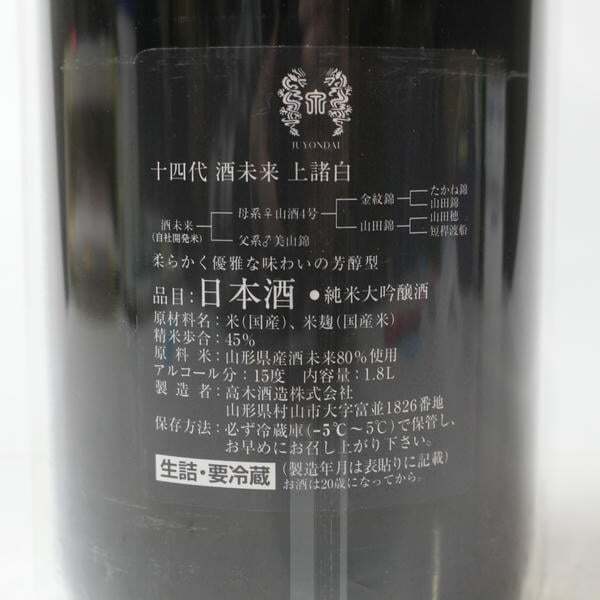 JUYONDAI
十四代 酒未来 上諸白
酒未来
(自社開発米)
母系♀山酒4号
父系♂美山錦
金紋錦
山田錦
たかね錦
山田錦
山田穂
短稈渡船
柔らかく優雅な味わいの芳醇型
品目：日本酒 ●純米大吟醸酒
原材料名：米(国産)、米麹(国産米)
精米歩合：45%
原料米：山形県産酒未来80%使用
アルコール分：15度 内容量：1.8L
製造者：高木酒造株式会社
山形県村山市大字富並1826番地
保存方法：必ず冷蔵庫(-5℃～5℃)で保管し、
お早めにお召し上がり下さい。
生詰・要冷蔵 (製造年月は表貼りに記載)
お酒は20歳になってから。